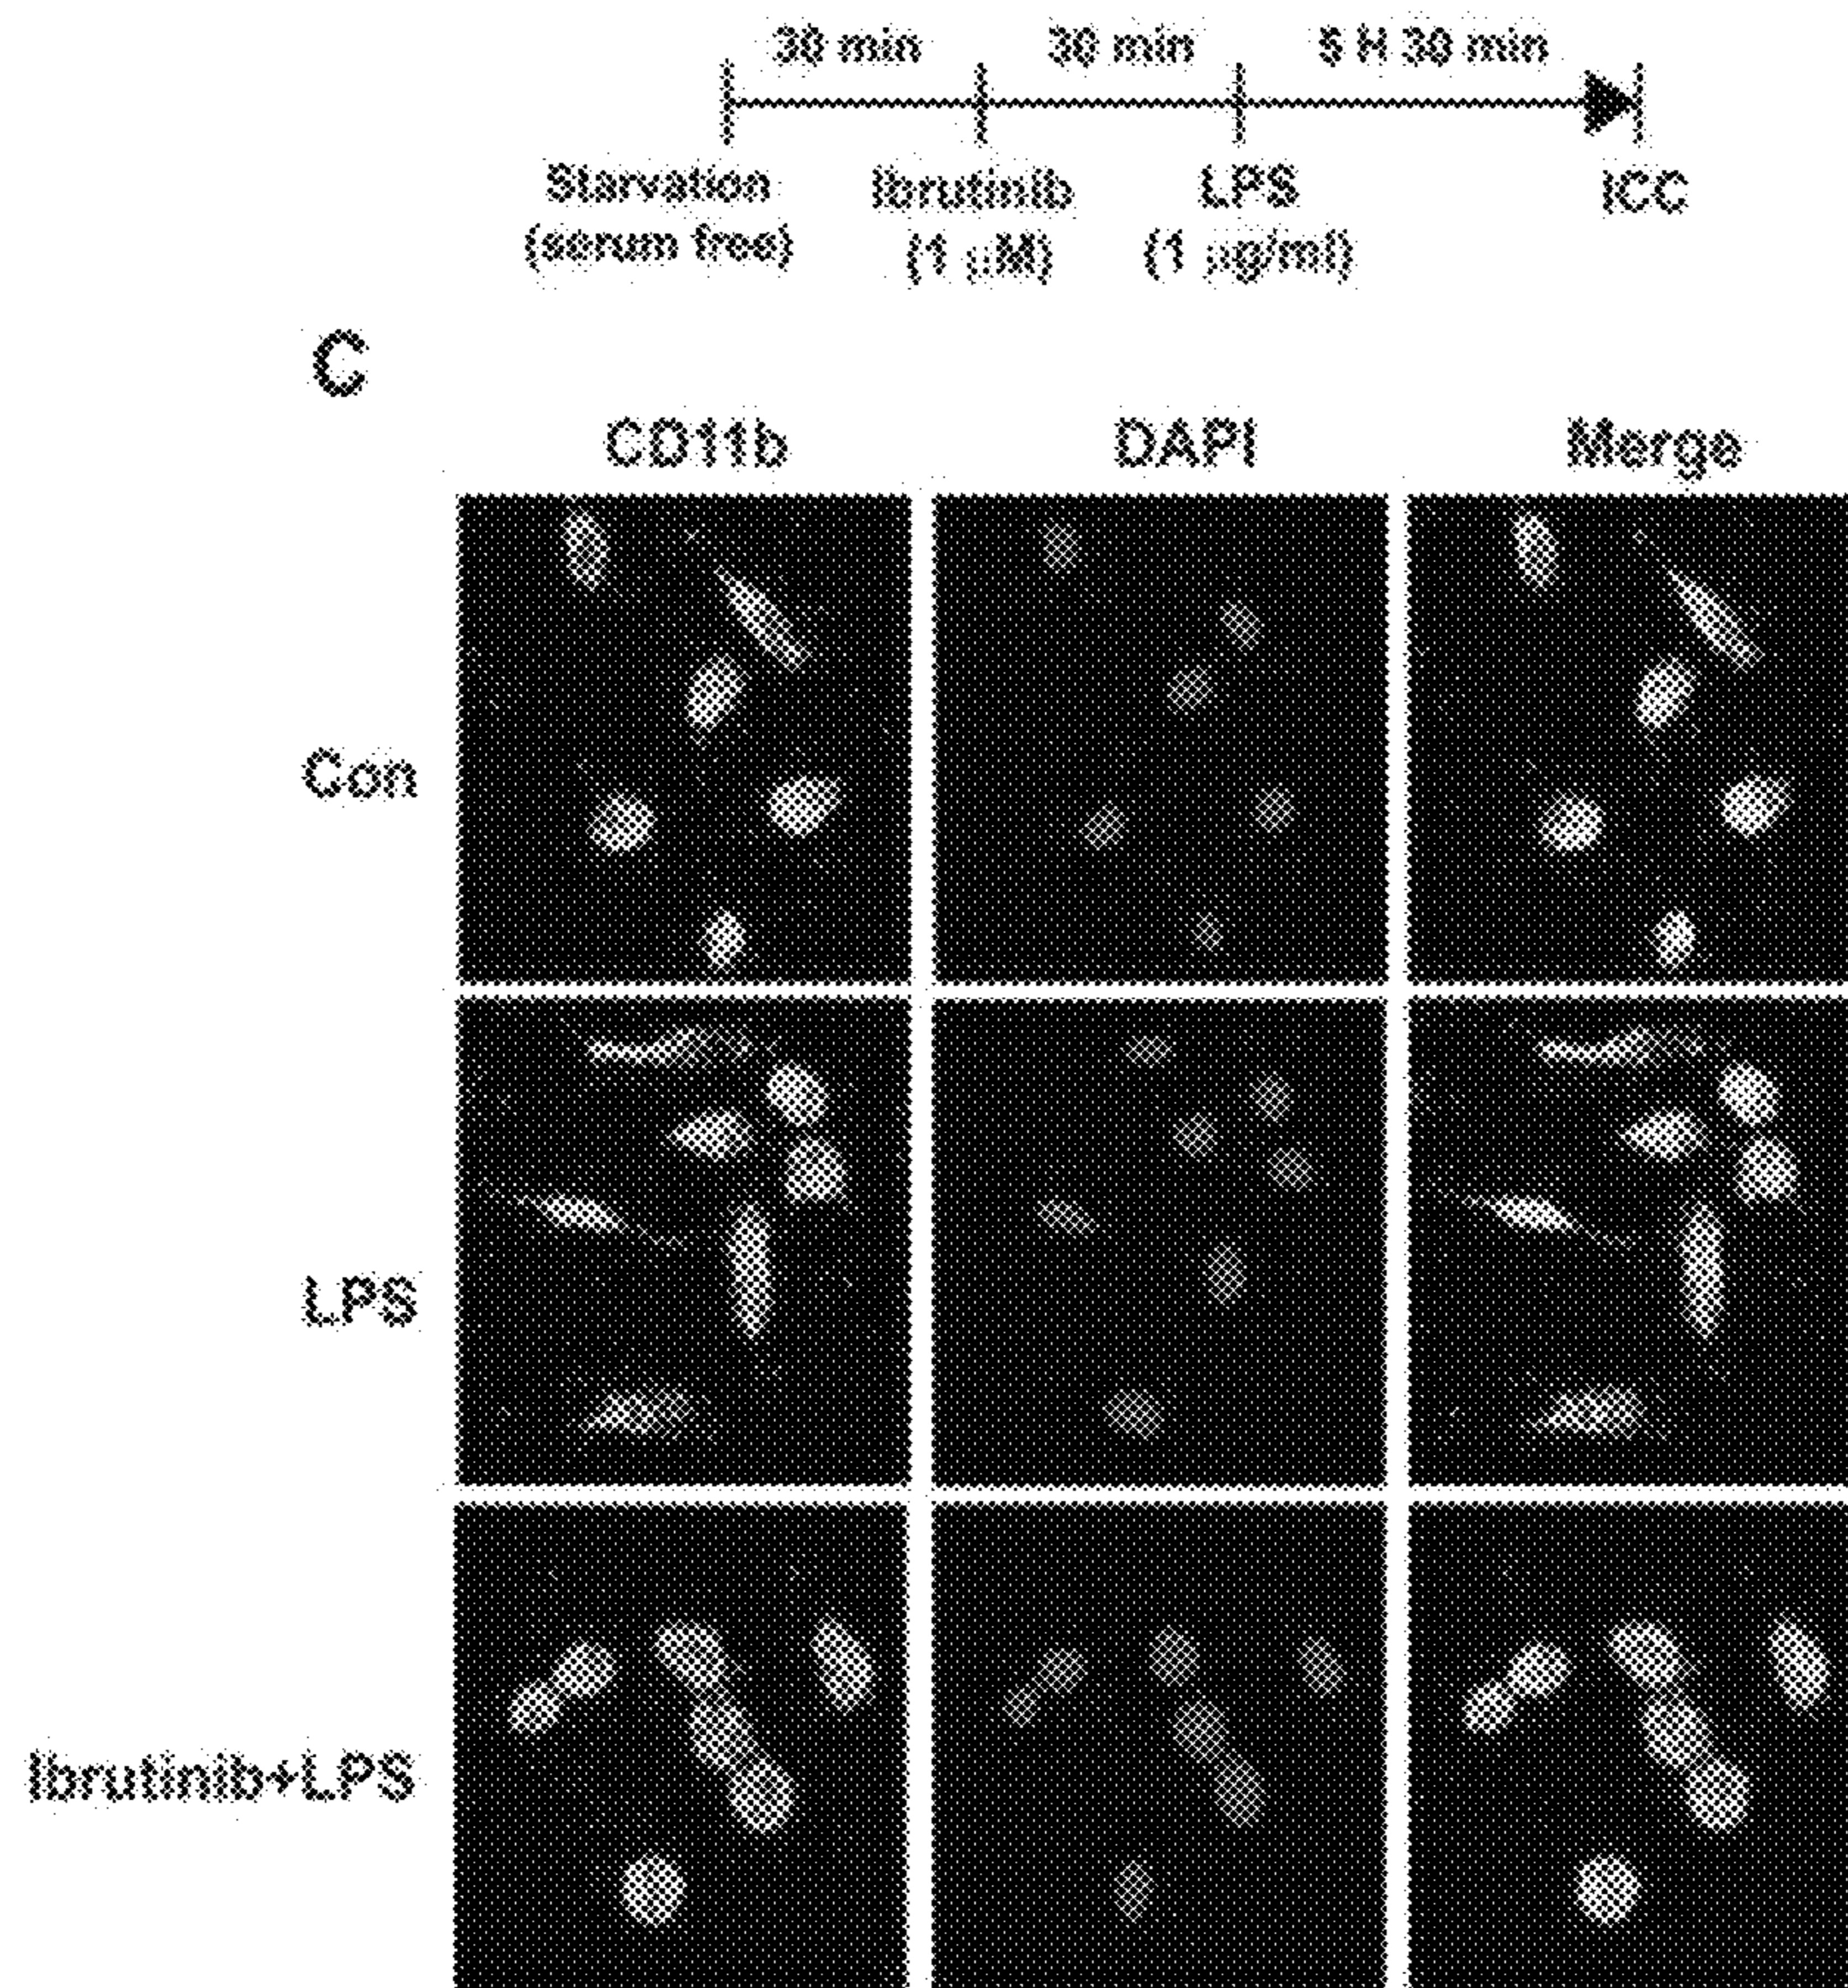 30 min 30 min 5 H 30 min
Starvation Ibrutinib LPS ICC
(serum free) (1 µM) (1 µg/ml)
C
CD11b DAPI Merge
Con
LPS
Ibrutinib+LPS